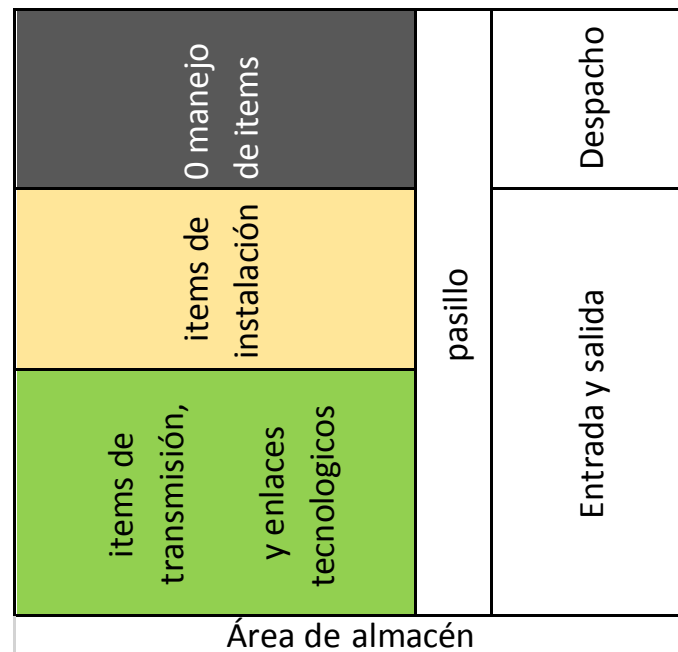 0 manejo
de items
items de
instalación
items de
transmisión,
y enlaces
tecnologicos
pasillo
Despacho
Entrada y salida
Área de almacén